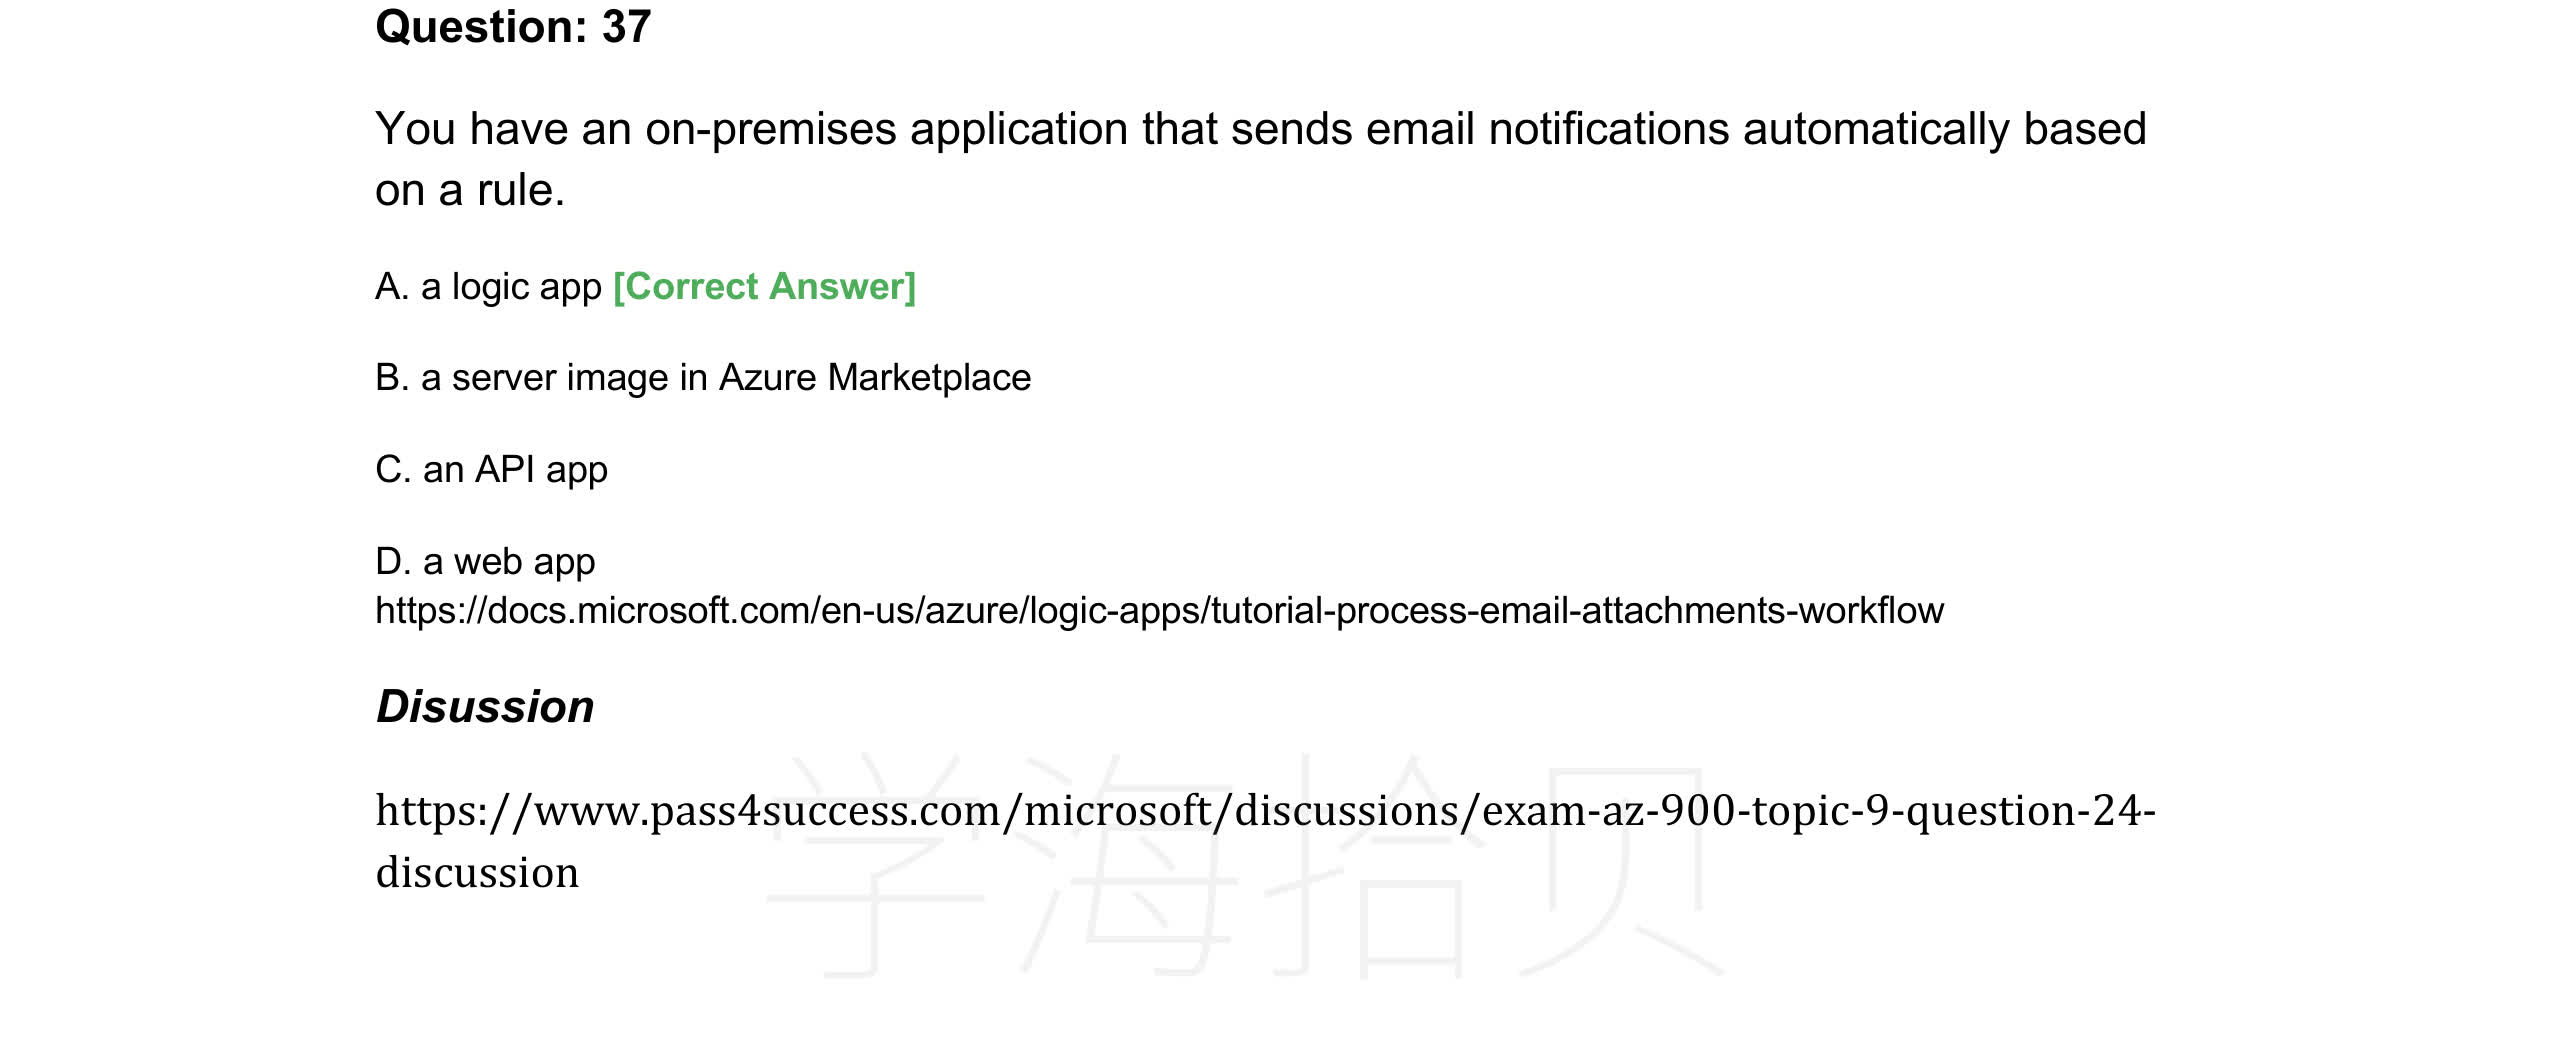 Question: 37
You have an on-premises application that sends email notifications automatically based
on a rule.
A. a logic app [Correct Answer]
B. a server image in Azure Marketplace
C. an API app
D. a web app
https://docs.microsoft.com/en-us/azure/logic-apps/tutorial-process-email-attachments-workflow
Disussion
https://www.pass4success.com/microsoft/discussions/exam-az-900-topic-9-question-24-
discussion
学海拾贝